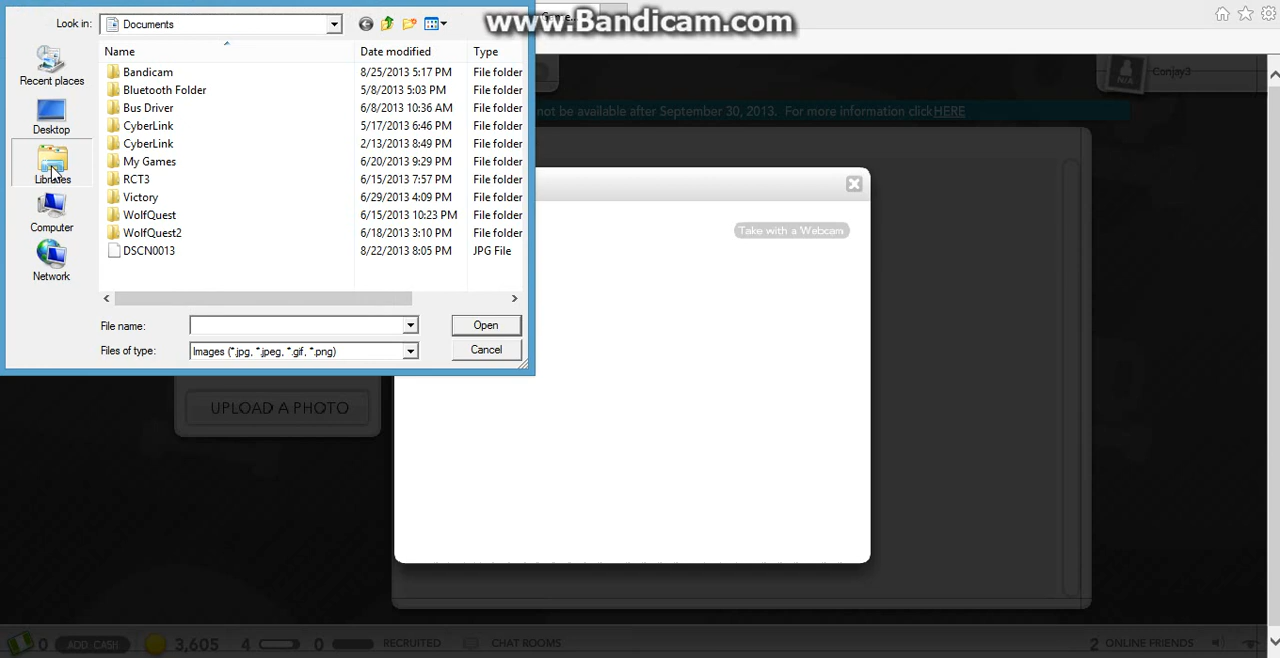 www.Bandicam.com
Look in: Documents
Recent places
Desktop
Libraries
Computer
Network
Name Date modified Type
Bandicam 8/25/2013 5:17 PM File folder
Bluetooth Folder 5/8/2013 5:03 PM File folder
Bus Driver 6/8/2013 10:36 AM File folder
CyberLink 5/17/2013 6:46 PM File folder
CyberLink 2/13/2013 8:49 PM File folder
My Games 6/20/2013 9:29 PM File folder
RCT3 6/15/2013 7:57 PM File folder
Victory 6/29/2013 4:09 PM File folder
WolfQuest 6/15/2013 10:23 PM File folder
WolfQuest2 6/18/2013 3:10 PM File folder
DSCN0013 8/22/2013 8:05 PM JPG File
File name: Open
Files of type: Images (*.jpg, *.jpeg, *.gif, *.png) Cancel
N/A Conjay3
not be available after September 30, 2013. For more information click HERE
Take with a Webcam
UPLOAD A PHOTO
0 ADD CASH 3,605 4 0 RECRUITED CHAT ROOMS 2 ONLINE FRIENDS